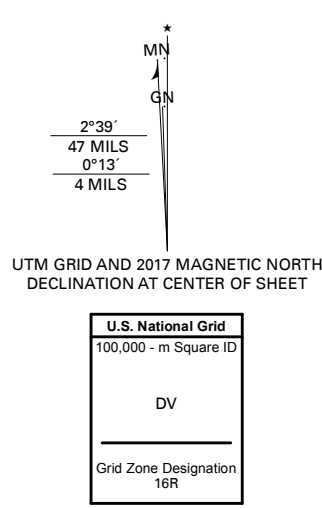 ★
MN
GN
2°39´
47 MILS
0°13´
4 MILS
UTM GRID AND 2017 MAGNETIC NORTH
DECLINATION AT CENTER OF SHEET
U.S. National Grid
100,000 - m Square ID
DV
Grid Zone Designation
16R